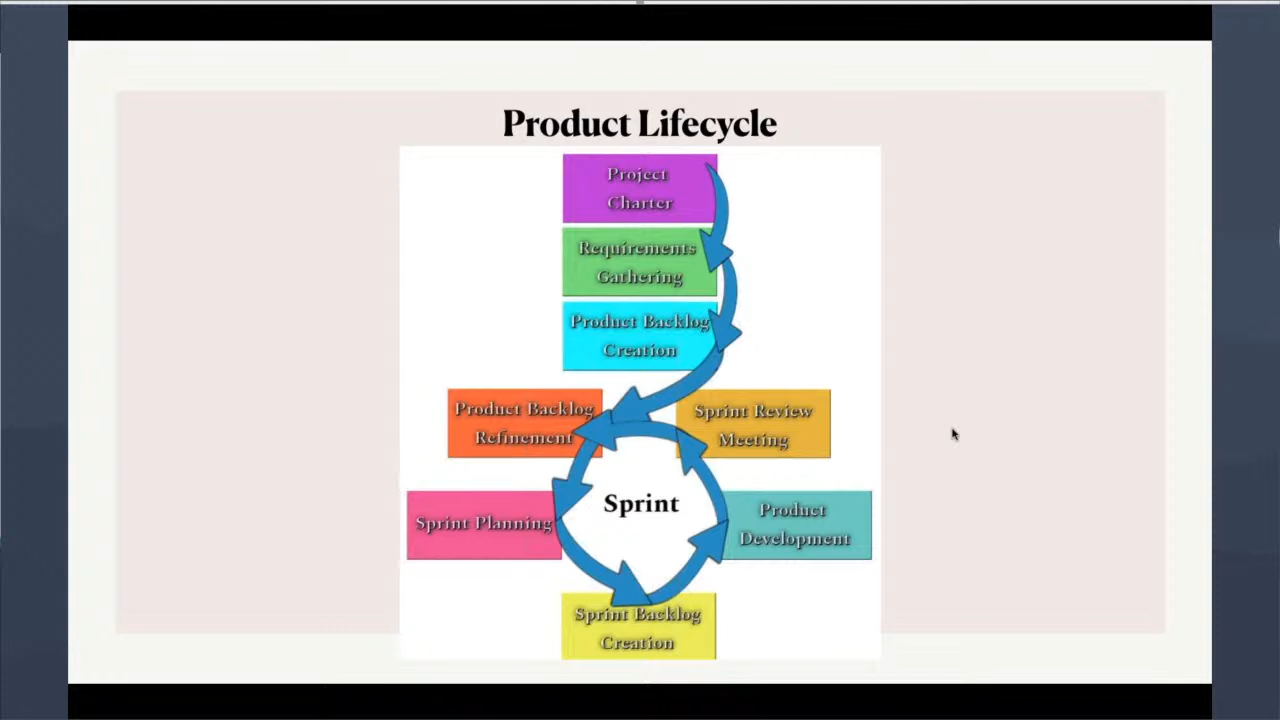 Product Lifecycle
Project
Charter
Requirements
Gathering
Product Backlog
Creation
Product Backlog
Refinement
Sprint Review
Meeting
Sprint
Sprint Planning
Product
Development
Sprint Backlog
Creation